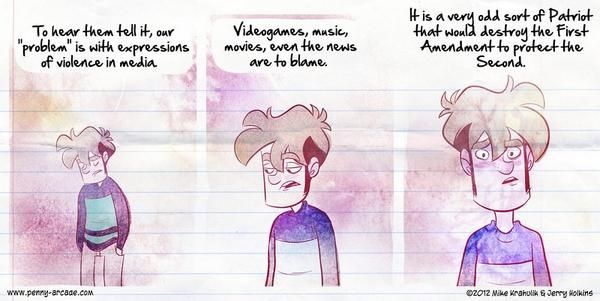 To hear them tell it, our
"problem" is with expressions
of violence in media.
Videogames, music,
movies, even the news
are to blame.
It is a very odd sort of Patriot
that would destroy the First
Amendment to protect the
Second.
www.penny-arcade.com
©2012 Mike Krahulik & Jerry Holkins